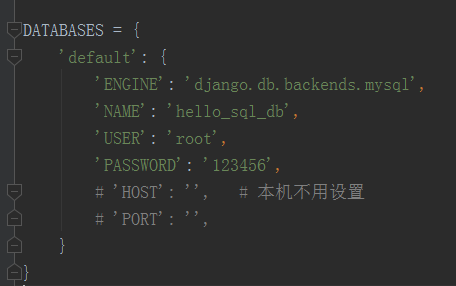 DATABASES = {
'default': {
'ENGINE': 'django.db.backends.mysql',
'NAME': 'hello_sql_db',
'USER': 'root',
'PASSWORD': '123456',
# 'HOST': '',   # 本机不用设置
# 'PORT': '',
}
}